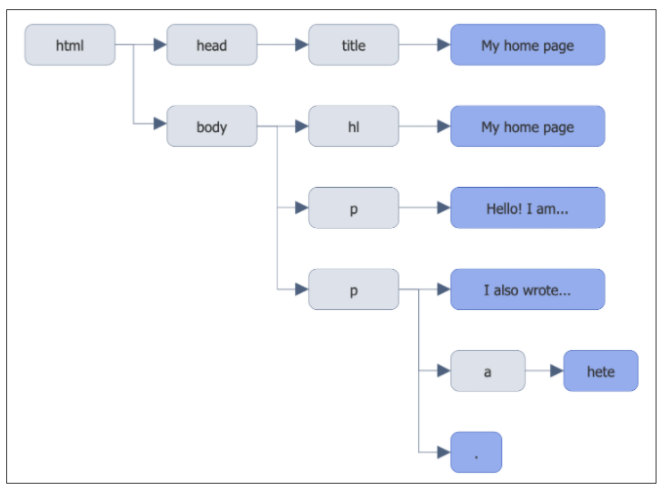 html
head
title
My home page
body
hl
My home page
p
Hello! I am...
p
I also wrote...
a
hete
.